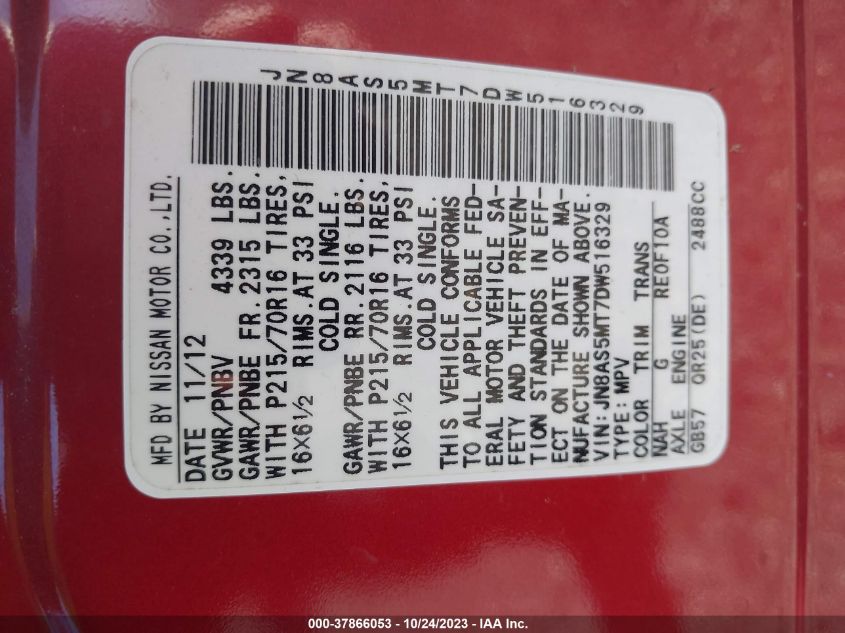 JN8AS5MT7DW516329
MFD BY NISSAN MOTOR CO.,LTD.
DATE 11/12
GVWR/PNBV 4339 LBS.
GAWR/PNBE FR. 2315 LBS.
WITH P215/70R16 TIRES,
16X6½ RIMS. AT 33 PSI
COLD SINGLE.
GAWR/PNBE RR. 2116 LBS.
WITH P215/70R16 TIRES,
16X6½ RIMS. AT 33 PSI
COLD SINGLE.
THIS VEHICLE CONFORMS
TO ALL APPLICABLE FED-
ERAL MOTOR VEHICLE SA-
FETY AND THEFT PREVEN-
TION STANDARDS IN EFF-
ECT ON THE DATE OF MA-
NUFACTURE SHOWN ABOVE.
VIN:JN8AS5MT7DW516329
TYPE:MPV
COLOR TRIM TRANS
NAH G RE0F10A
AXLE ENGINE
GB57 QR25(DE) 2488CC
000-37866053 - 10/24/2023 - IAA Inc.